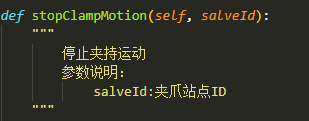 def stopClampMotion(self, salveId):
"""
停止夹持运动
参数说明：
salveId:夹爪站点ID
"""